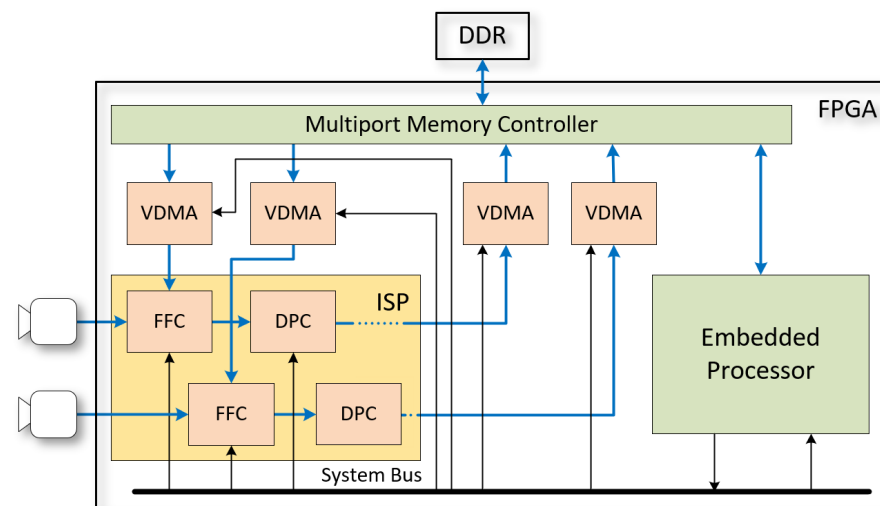 DDR
FPGA
Multiport Memory Controller
VDMA
VDMA
VDMA
VDMA
ISP
FFC
DPC
Embedded
Processor
FFC
DPC
System Bus